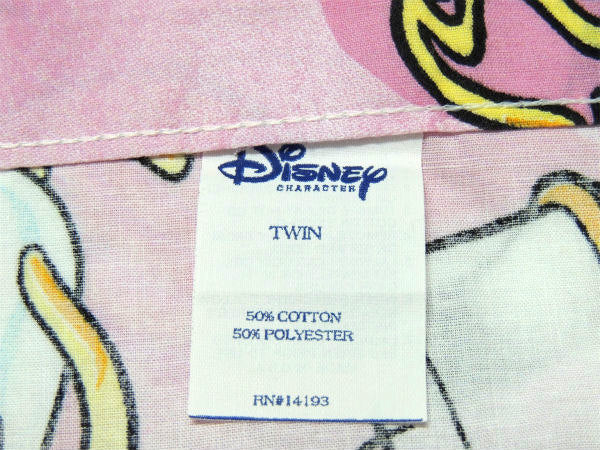 Disney
CHARACTER
TWIN
50% COTTON
50% POLYESTER
RN#14193